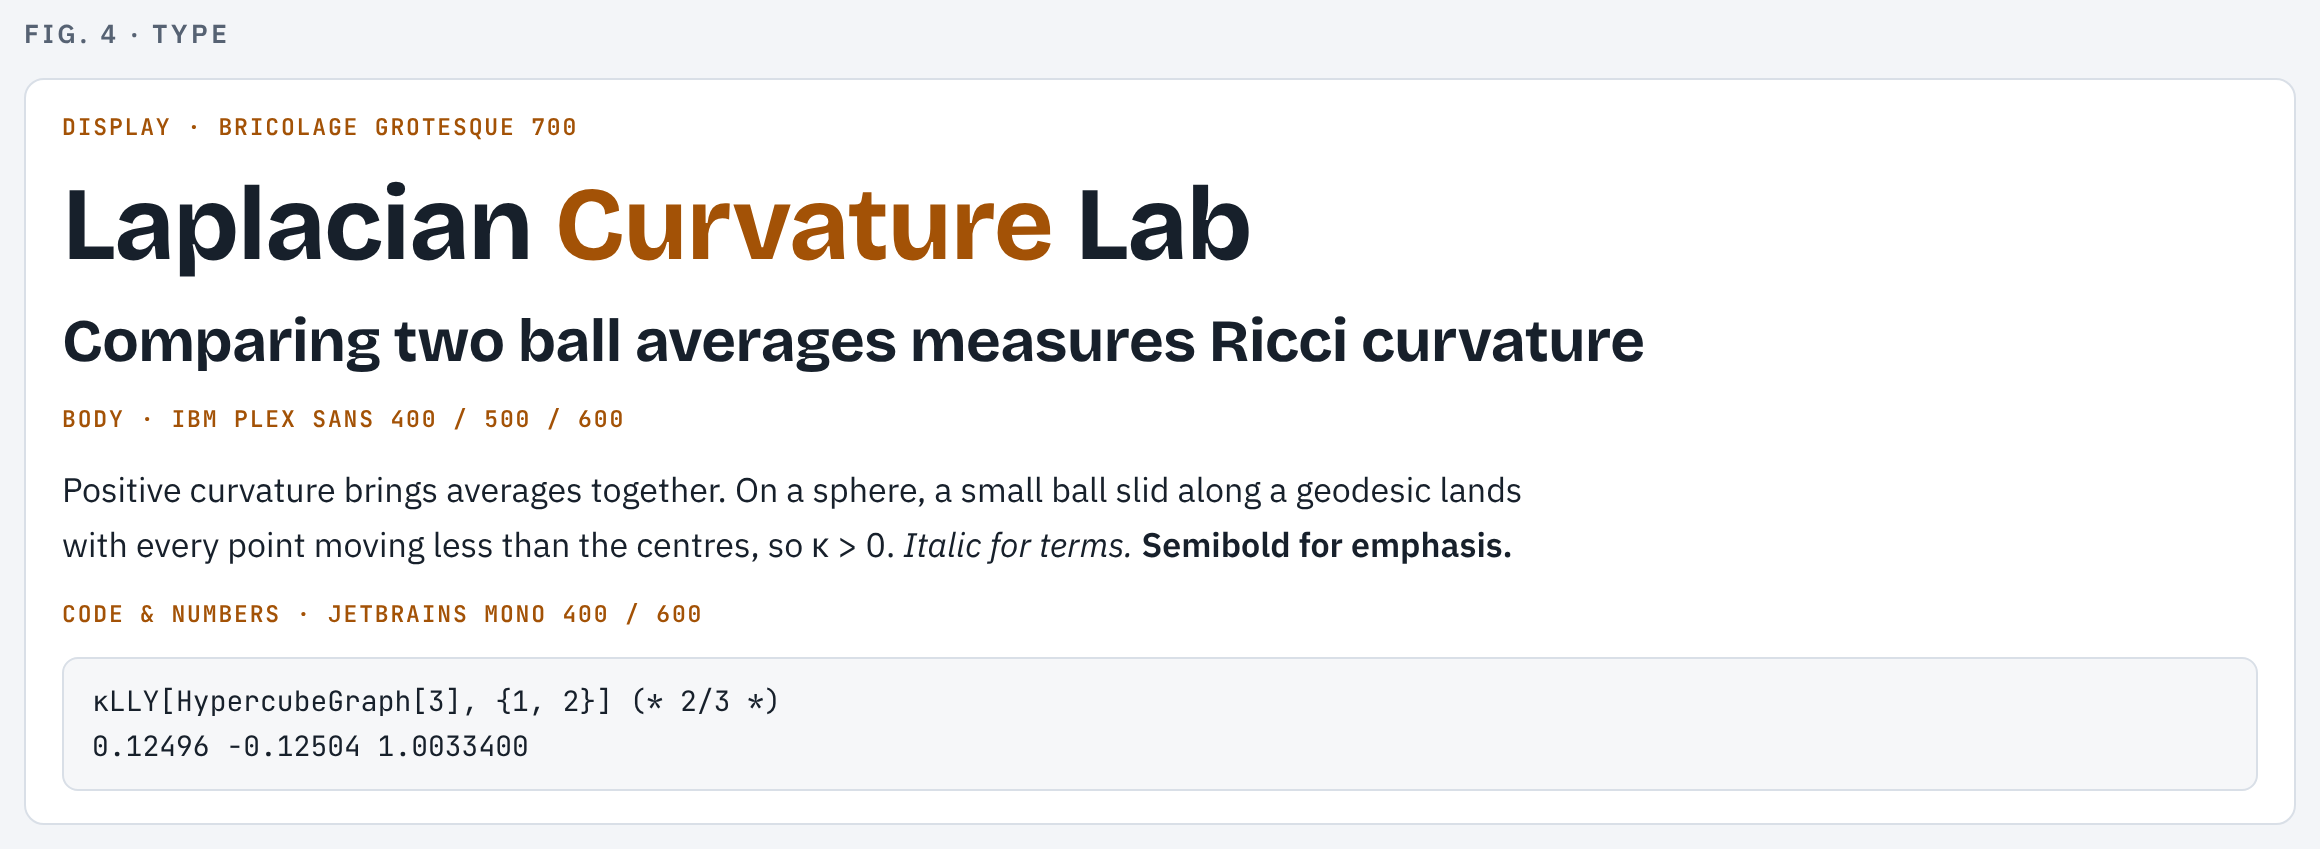 FIG. 4 · TYPE
DISPLAY · BRICOLAGE GROTESQUE 700
Laplacian Curvature Lab
Comparing two ball averages measures Ricci curvature
BODY · IBM PLEX SANS 400 / 500 / 600
Positive curvature brings averages together. On a sphere, a small ball slid along a geodesic lands
with every point moving less than the centres, so κ > 0. Italic for terms. Semibold for emphasis.
CODE & NUMBERS · JETBRAINS MONO 400 / 600
κLLY[HypercubeGraph[3], {1, 2}] (* 2/3 *)
0.12496 -0.12504 1.0033400